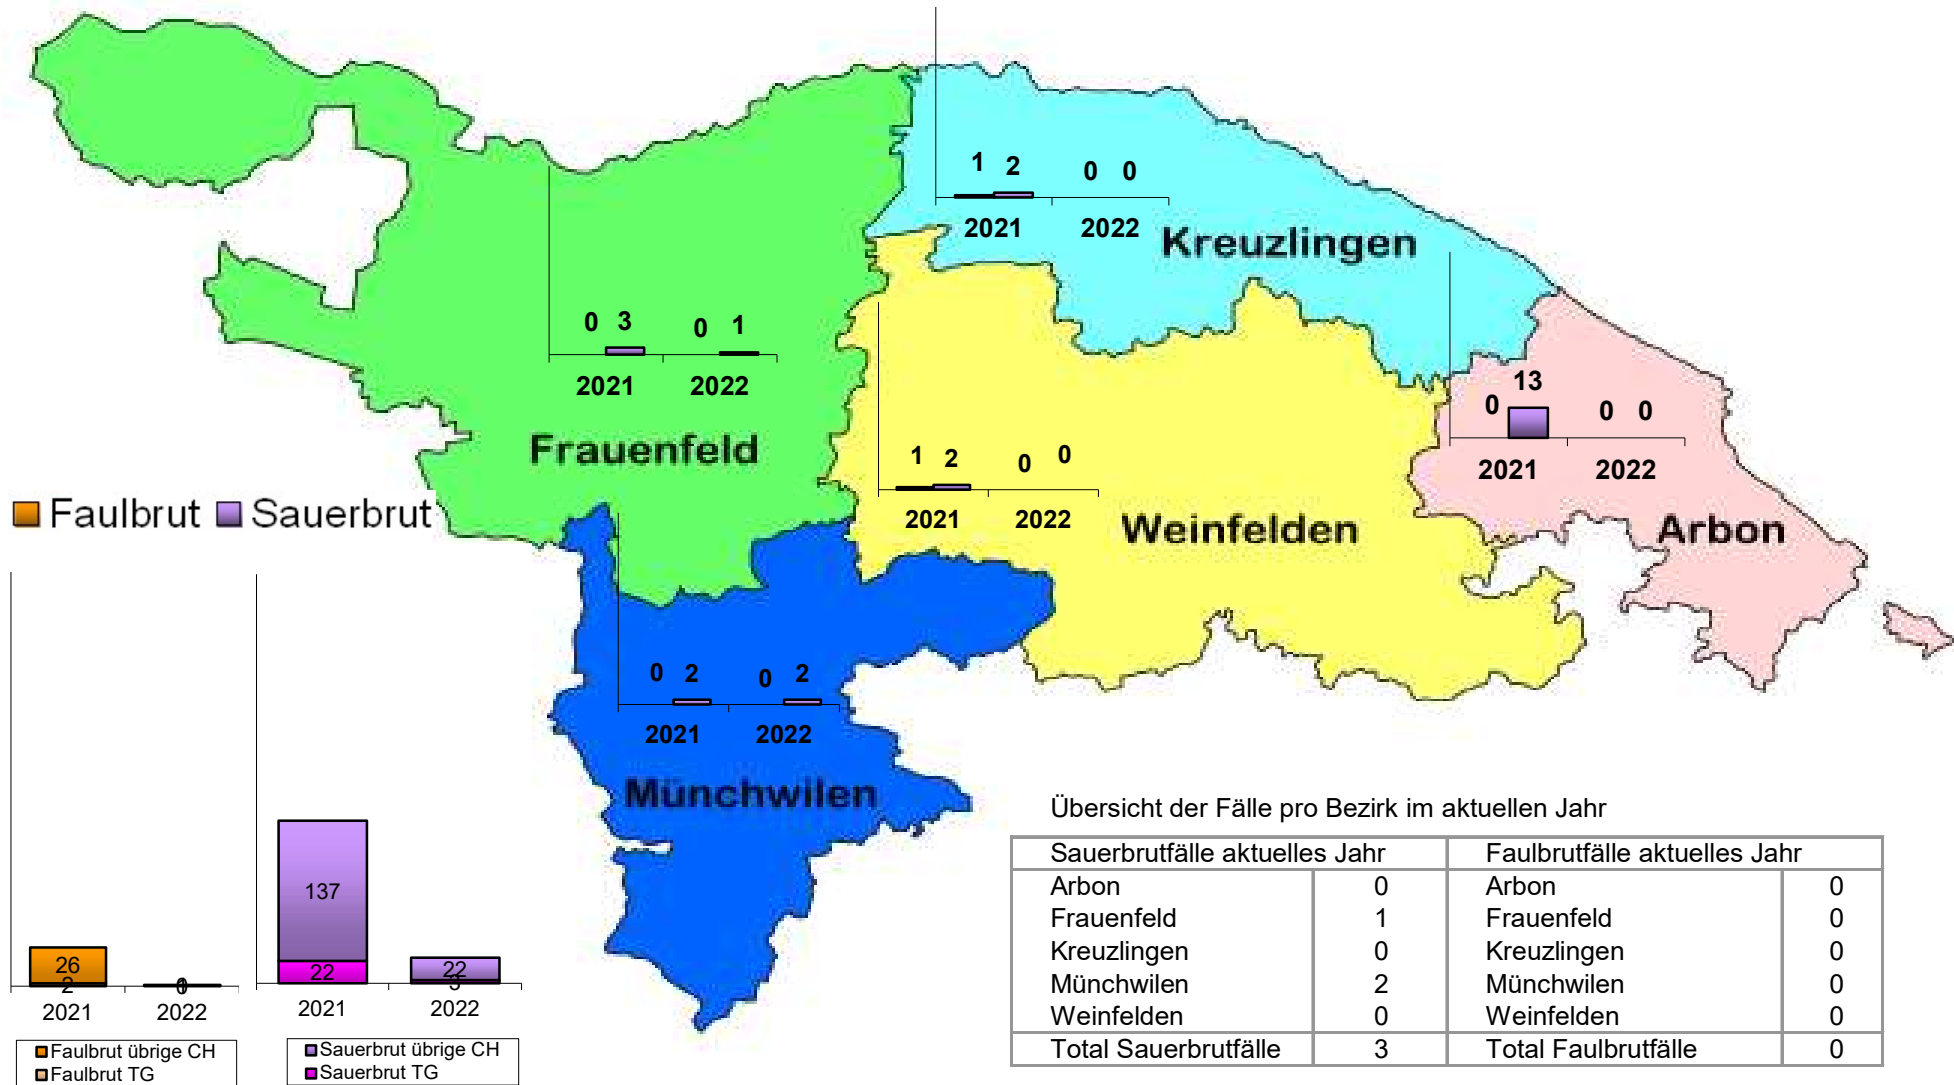 1 2 0 0
2021 2022
Kreuzlingen
0 3 0 1
2021 2022
Frauenfeld
13
0 0 0
2021 2022
Arbon
1 2 0 0
2021 2022
Weinfelden
Faulbrut Sauerbrut
0 2 0 2
2021 2022
Münchwilen
26
2
2021 2022
Faulbrut übrige CH
Faulbrut TG
137
22 22
3
2021 2022
Sauerbrut übrige CH
Sauerbrut TG
Übersicht der Fälle pro Bezirk im aktuellen Jahr
Sauerbrutfälle aktuelles Jahr Faulbrutfälle aktuelles Jahr
Arbon 0 Arbon 0
Frauenfeld 1 Frauenfeld 0
Kreuzlingen 0 Kreuzlingen 0
Münchwilen 2 Münchwilen 0
Weinfelden 0 Weinfelden 0
Total Sauerbrutfälle 3 Total Faulbrutfälle 0